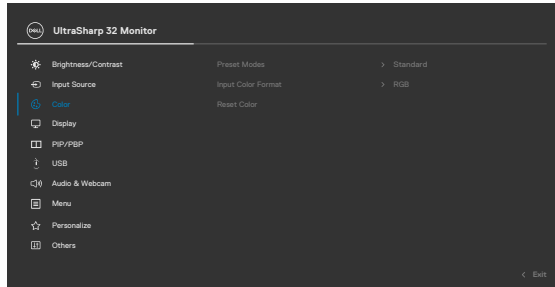 DELL UltraSharp 32 Monitor
Brightness/Contrast Preset Modes > Standard
Input Source Input Color Format > RGB
Color Reset Color
Display
PIP/PBP
USB
Audio & Webcam
Menu
Personalize
Others
< Exit